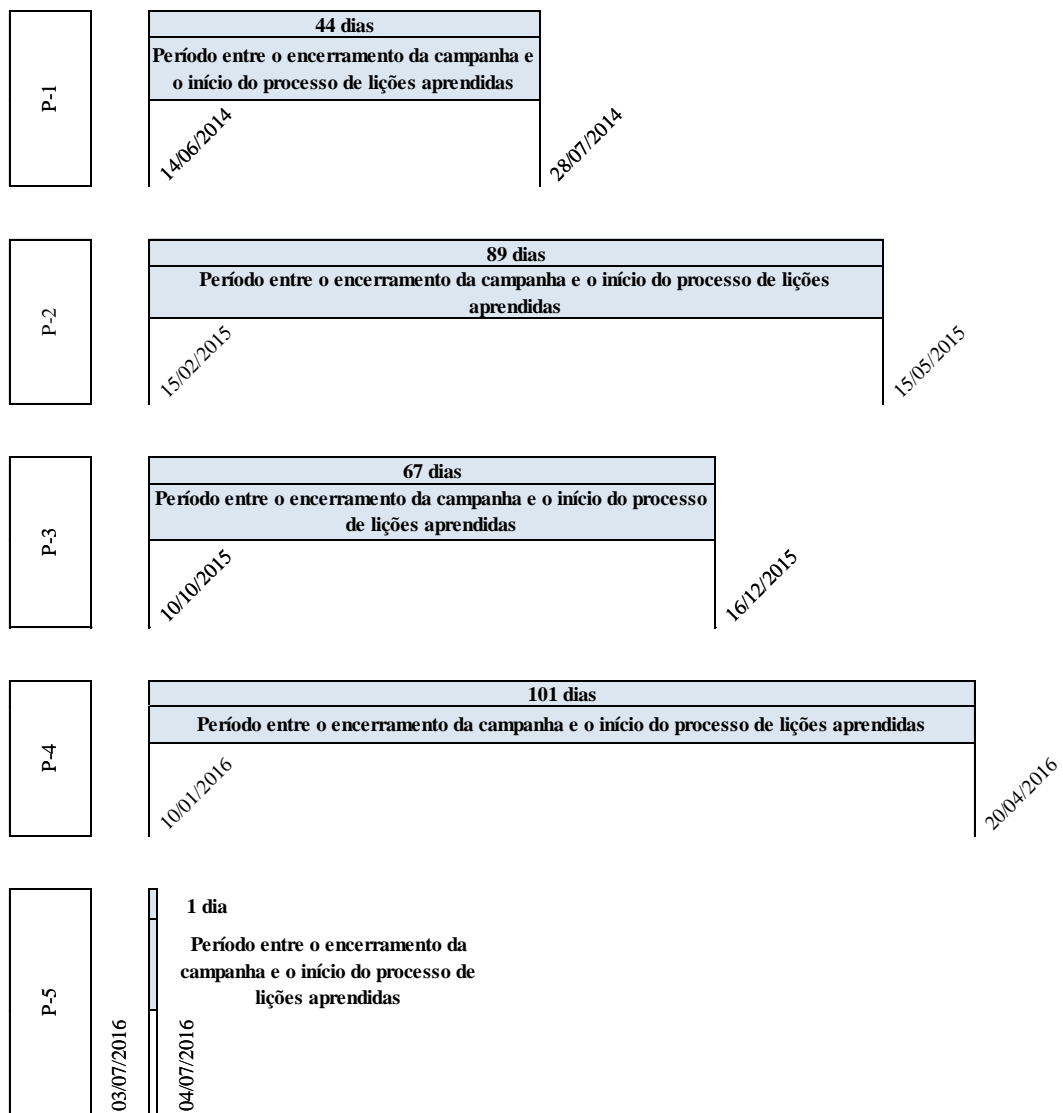 P-1
44 dias
Período entre o encerramento da campanha e
o início do processo de lições aprendidas
14/06/2014
28/07/2014
P-2
89 dias
Período entre o encerramento da campanha e o início do processo de lições
aprendidas
15/02/2015
15/05/2015
P-3
67 dias
Período entre o encerramento da campanha e o início do processo
de lições aprendidas
10/10/2015
16/12/2015
P-4
101 dias
Período entre o encerramento da campanha e o início do processo de lições aprendidas
10/01/2016
20/04/2016
P-5
1 dia
Período entre o encerramento da
campanha e o início do processo de
lições aprendidas
03/07/2016
04/07/2016